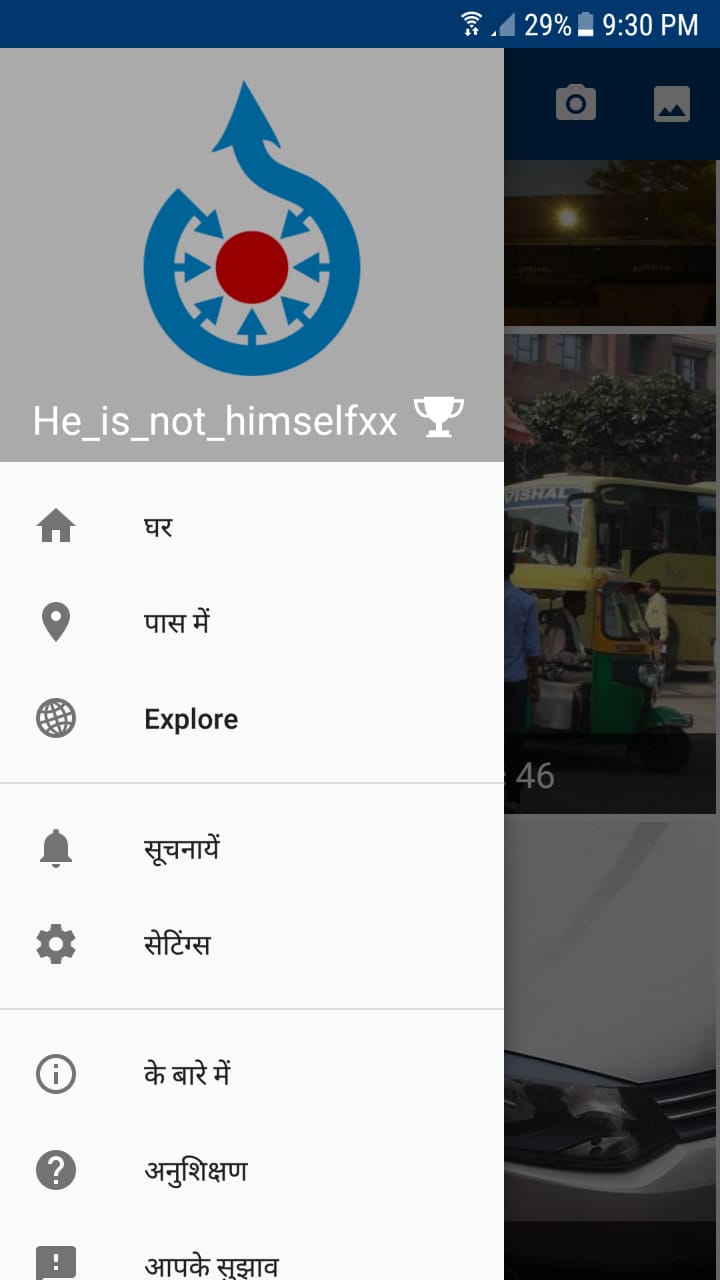 29% 9:30 PM
He_is_not_himselfxx
घर
पास में
Explore
सूचनायें
सेटिंग्स
के बारे में
अनुशिक्षण
आपके सुझाव
VISHAL
46